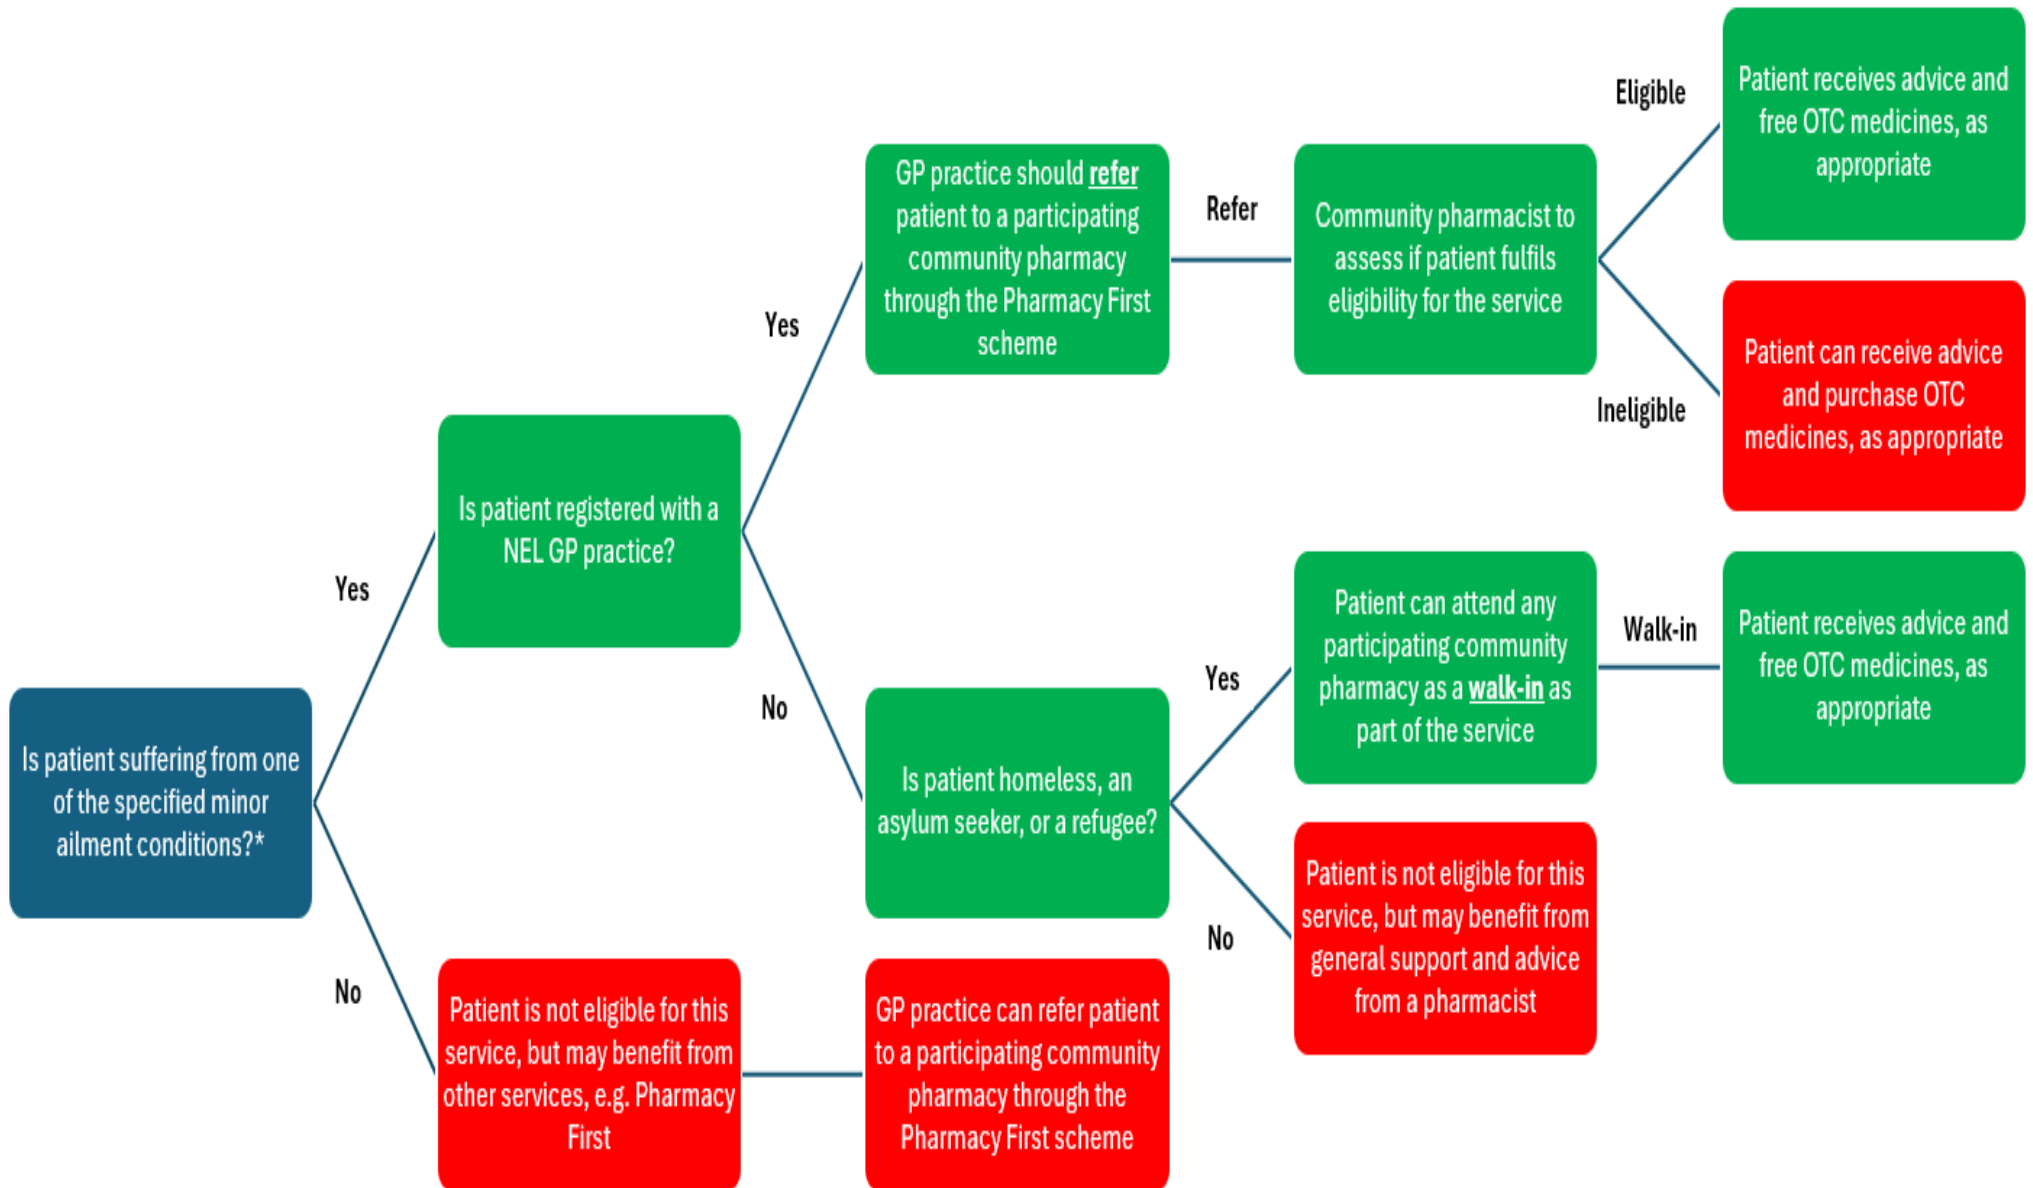 Is patient suffering from one
of the specified minor
ailment conditions?*
Yes
No
Is patient registered with a
NEL GP practice?
Patient is not eligible for this
service, but may benefit from
other services, e.g. Pharmacy
First
Yes
No
GP practice should refer
patient to a participating
community pharmacy
through the Pharmacy First
scheme
Is patient homeless, an
asylum seeker, or a refugee?
GP practice can refer patient
to a participating community
pharmacy through the
Pharmacy First scheme
Refer
Yes
No
Community pharmacist to
assess if patient fulfils
eligibility for the service
Patient can attend any
participating community
pharmacy as a walk-in as
part of the service
Patient is not eligible for this
service, but may benefit from
general support and advice
from a pharmacist
Eligible
Ineligible
Walk-in
Patient receives advice and
free OTC medicines, as
appropriate
Patient can receive advice
and purchase OTC
medicines, as appropriate
Patient receives advice and
free OTC medicines, as
appropriate